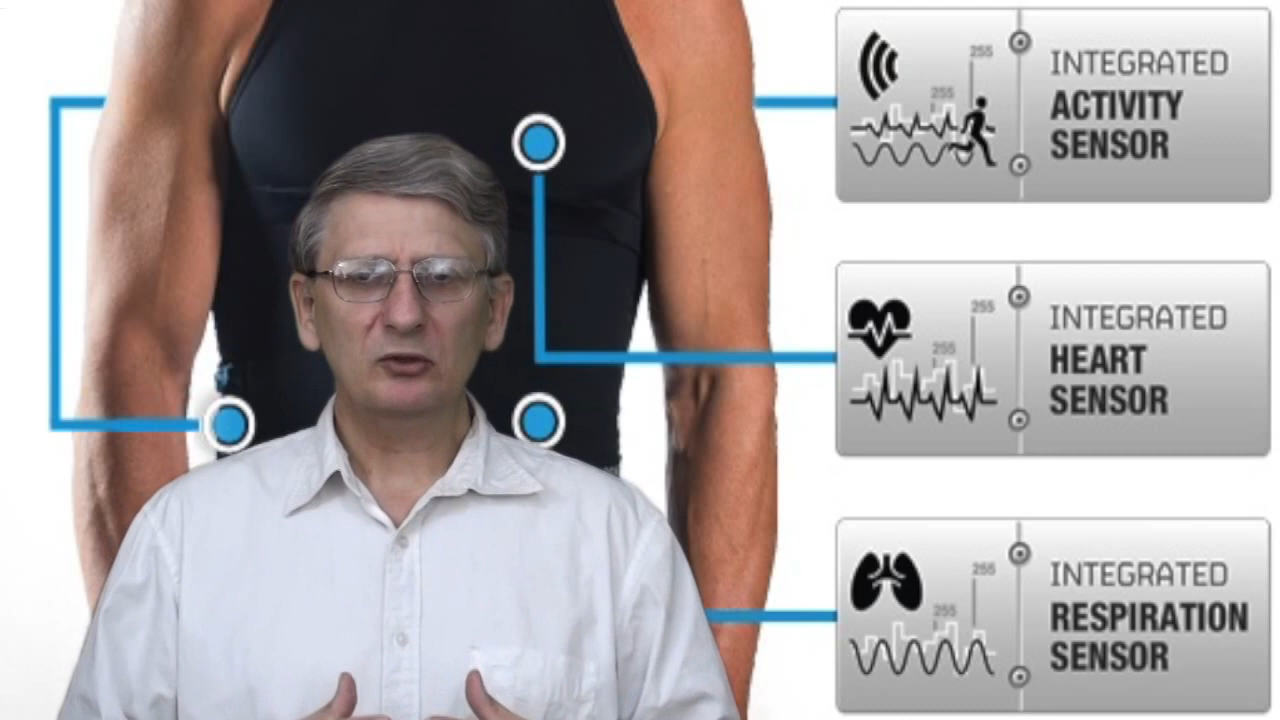 255
255
INTEGRATED
ACTIVITY
SENSOR
255
255
INTEGRATED
HEART
SENSOR
255
255
INTEGRATED
RESPIRATION
SENSOR